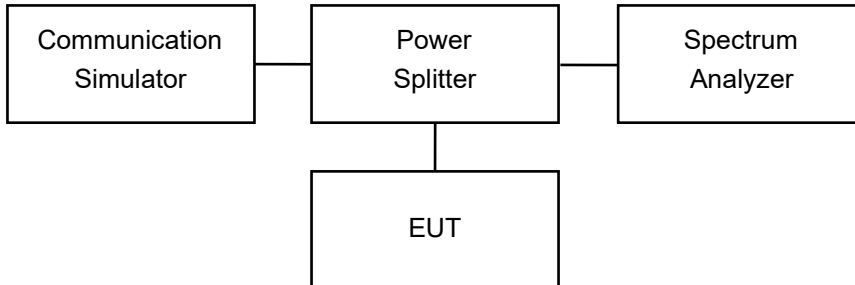 Communication
Simulator
Power
Splitter
Spectrum
Analyzer
EUT